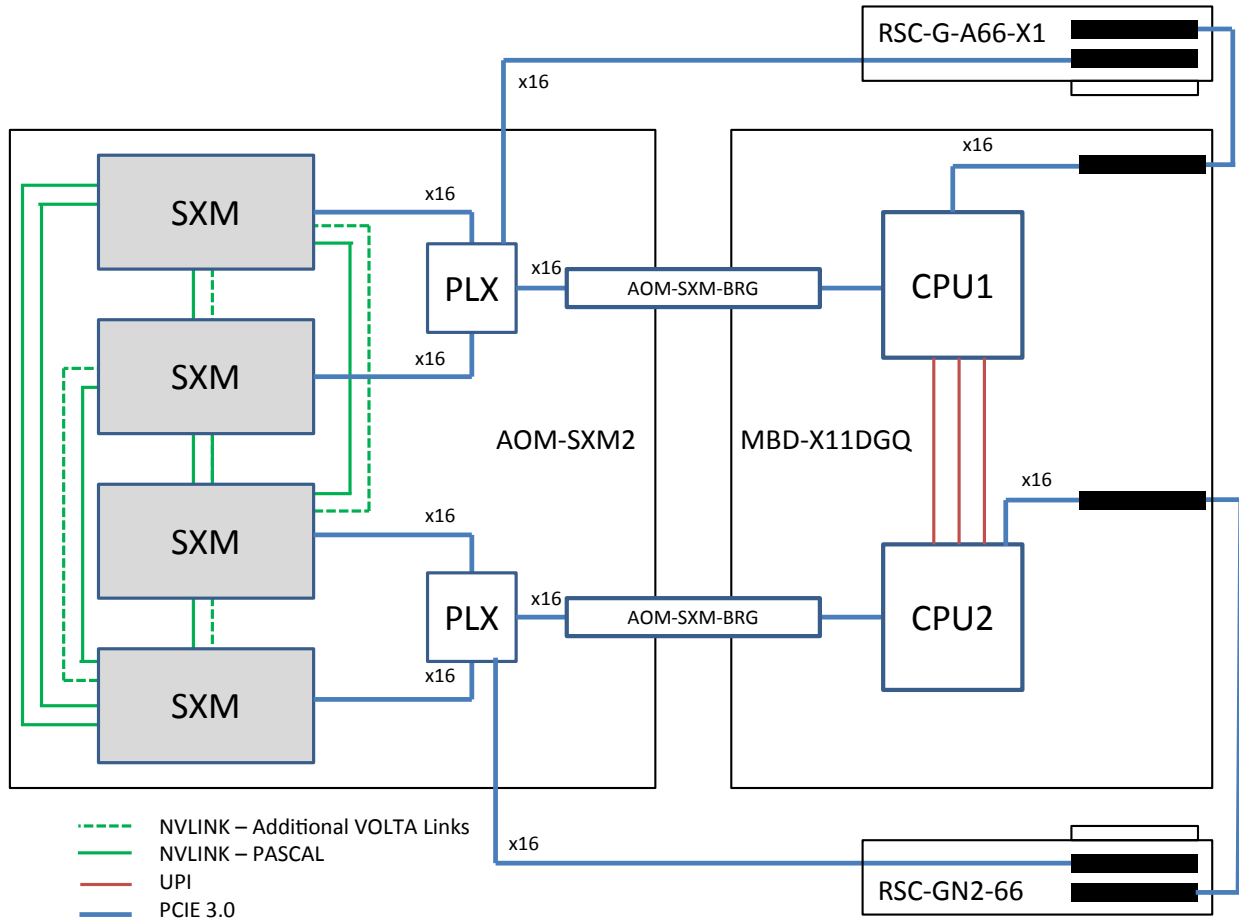 RSC-G-A66-X1
x16
x16
SXM
x16
PLX
x16
AOM-SXM-BRG
CPU1
SXM
x16
AOM-SXM2
MBD-X11DGQ
x16
SXM
x16
PLX
x16
AOM-SXM-BRG
CPU2
SXM
x16
NVLINK – Additional VOLTA Links
NVLINK – PASCAL
UPI
PCIE 3.0
x16
RSC-GN2-66